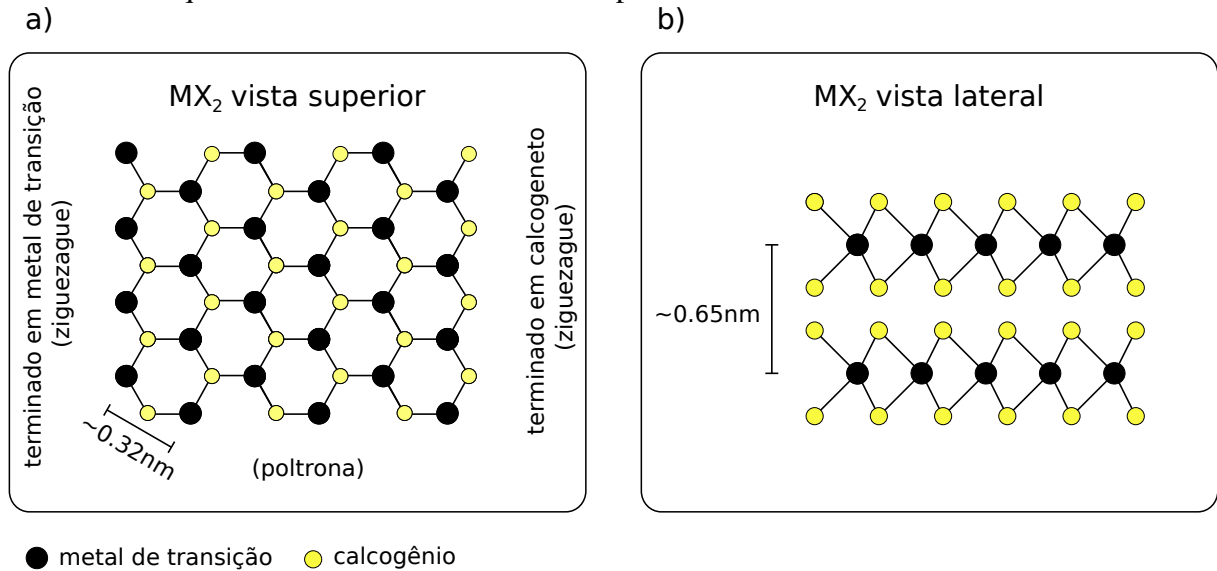 a)
b)
MX₂ vista superior
terminado em metal de transição
(ziguezague)
terminado em calcogeneto
(ziguezague)
~0.32nm
(poltrona)
MX₂ vista lateral
~0.65nm
metal de transição
calcogênio